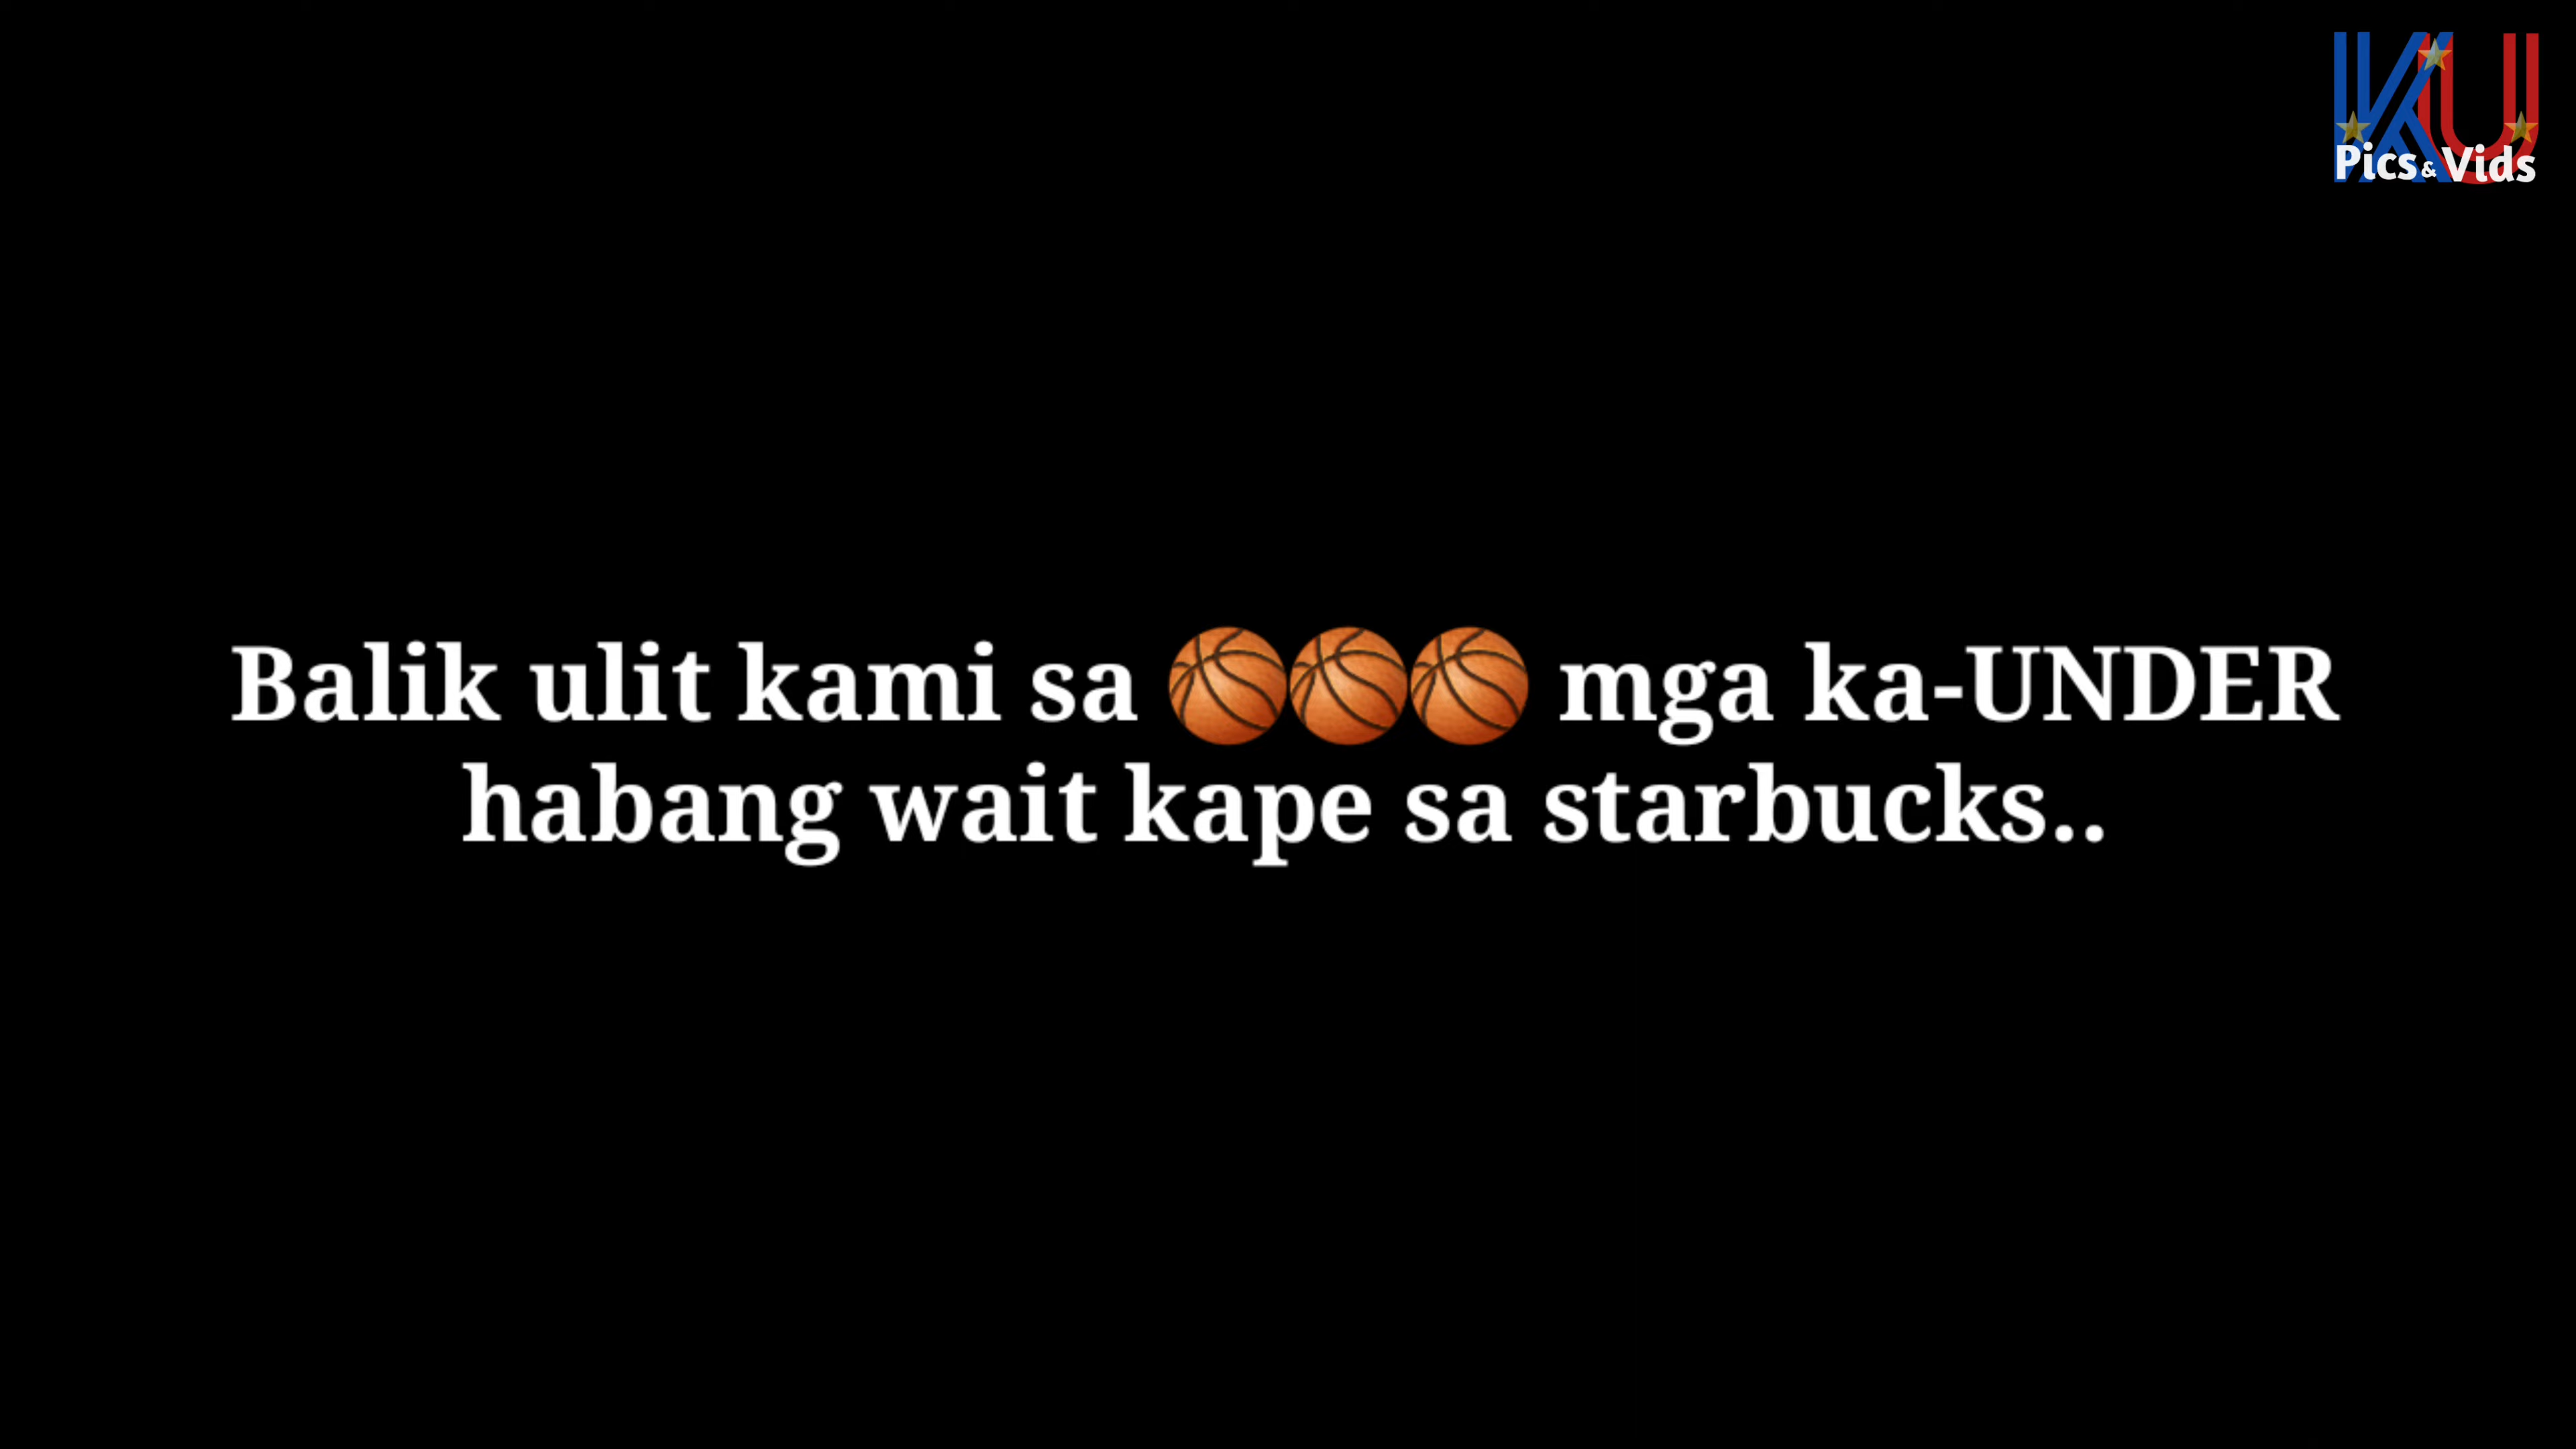 KU
Pics&Vids
Balik ulit kami sa 🏀🏀🏀 mga ka-UNDER
habang wait kape sa starbucks..